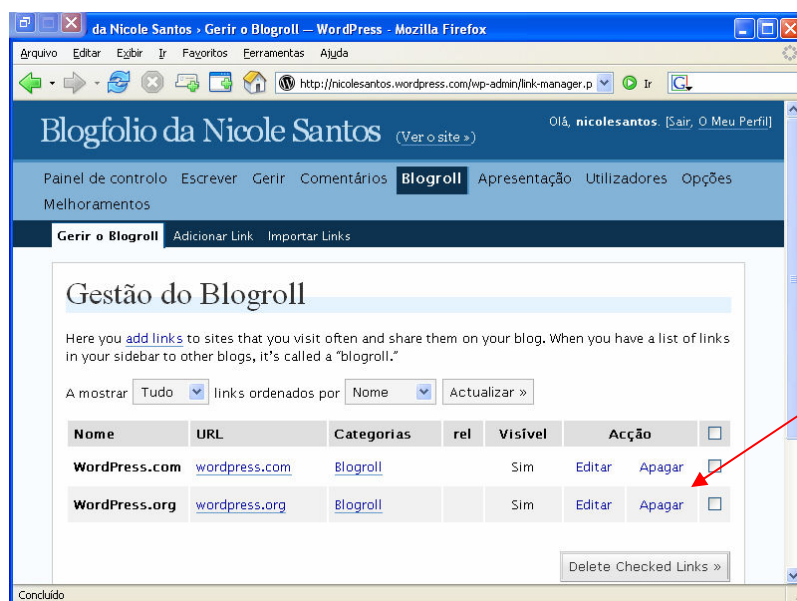 da Nicole Santos › Gerir o Blogroll — WordPress - Mozilla Firefox
Arquivo Editar Exibir Ir Favoritos Ferramentas Ajuda
http://nicolesantos.wordpress.com/wp-admin/link-manager.p Ir
Blogfolio da Nicole Santos (Ver o site »)
Olá, nicolesantos. [Sair, O Meu Perfil]
Painel de controlo Escrever Gerir Comentários Blogroll Apresentação Utilizadores Opções
Melhoramentos
Gerir o Blogroll Adicionar Link Importar Links
Gestão do Blogroll
Here you add links to sites that you visit often and share them on your blog. When you have a list of links
in your sidebar to other blogs, it's called a "blogroll."
A mostrar Tudo links ordenados por Nome Actualizar »
Nome URL Categorias rel Visível Acção
WordPress.com wordpress.com Blogroll Sim Editar Apagar
WordPress.org wordpress.org Blogroll Sim Editar Apagar
Delete Checked Links »
Concluído